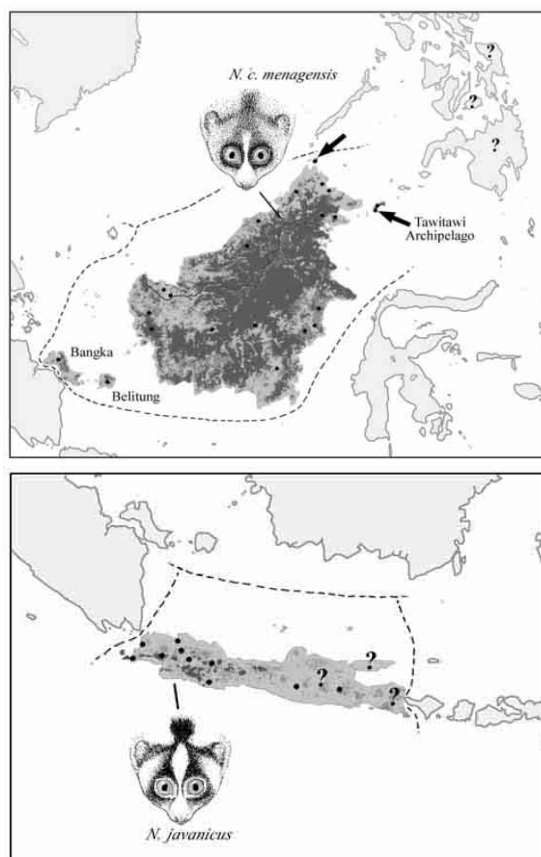 N. c. menagensis
?
?
?
Tawitawi
Archipelago
Bangka
Belitung
?
?
?
N. javanicus